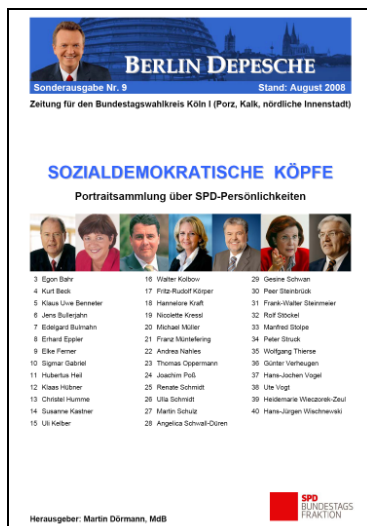 BERLIN DEPESCHE
Sonderausgabe Nr. 9 Stand: August 2008
Zeitung für den Bundestagswahlkreis Köln I (Porz, Kalk, nördliche Innenstadt)
SOZIALDEMOKRATISCHE KÖPFE
Portraitsammlung über SPD-Persönlichkeiten
3 Egon Bahr
4 Kurt Beck
5 Klaus Uwe Benneter
6 Jens Bullerjahn
7 Edelgard Bulmahn
8 Erhard Eppler
9 Elke Ferner
10 Sigmar Gabriel
11 Hubertus Heil
12 Klaas Hübner
13 Christel Humme
14 Susanne Kastner
15 Uli Kelber
16 Walter Kolbow
17 Fritz-Rudolf Körper
18 Hannelore Kraft
19 Nicolette Kressl
20 Michael Müller
21 Franz Müntefering
22 Andrea Nahles
23 Thomas Oppermann
24 Joachim Poß
25 Renate Schmidt
26 Ulla Schmidt
27 Martin Schulz
28 Angelica Schwall-Düren
29 Gesine Schwan
30 Peer Steinbrück
31 Frank-Walter Steinmeier
32 Rolf Stöckel
33 Manfred Stolpe
34 Peter Struck
35 Wolfgang Thierse
36 Günter Verheugen
37 Hans-Jochen Vogel
38 Ute Vogt
39 Heidemarie Wieczorek-Zeul
40 Hans-Jürgen Wischnewski
Herausgeber: Martin Dörmann, MdB
SPD
BUNDESTAGS
FRAKTION